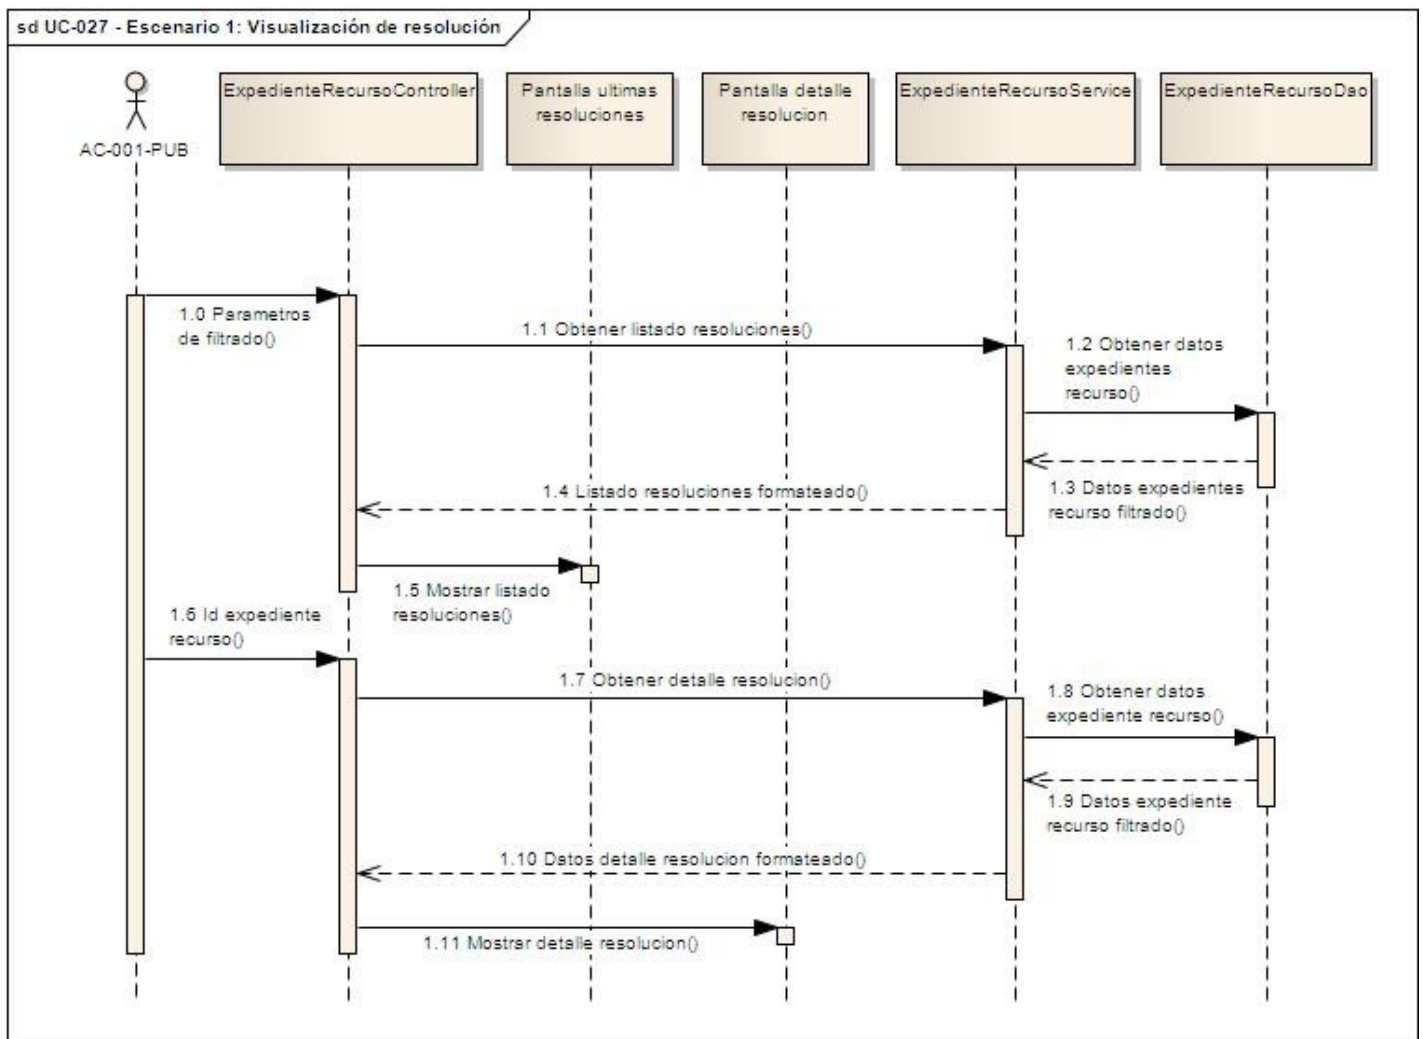 sd UC-027 - Escenario 1: Visualización de resolución
AC-001-PUB
ExpedienteRecursoController
Pantalla ultimas
resoluciones
Pantalla detalle
resolucion
ExpedienteRecursoService
ExpedienteRecursoDao
1.0 Parametros
de filtrado()
1.1 Obtener listado resoluciones()
1.2 Obtener datos
expedientes
recurso()
1.3 Datos expedientes
recurso filtrado()
1.4 Listado resoluciones formateado()
1.5 Mostrar listado
resoluciones()
1.6 Id expediente
recurso()
1.7 Obtener detalle resolucion()
1.8 Obtener datos
expediente recurso()
1.9 Datos expediente
recurso filtrado()
1.10 Datos detalle resolucion formateado()
1.11 Mostrar detalle resolucion()